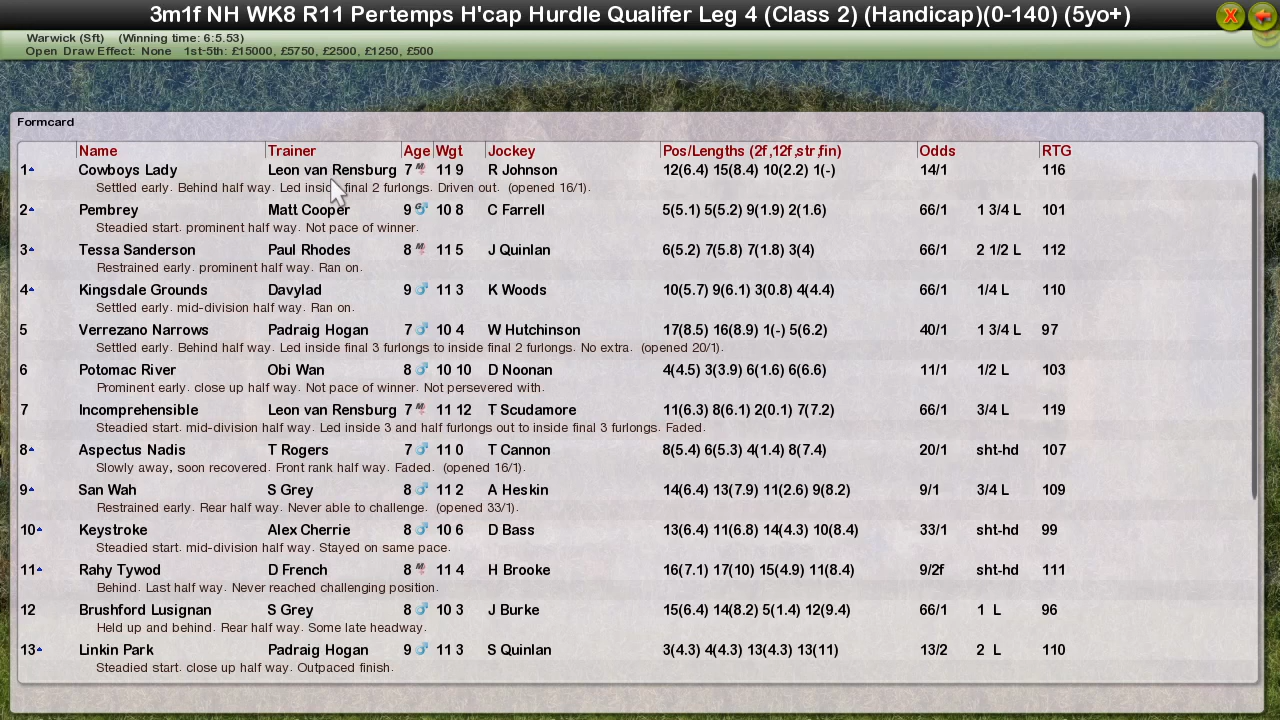 3m1f NH WK8 R11 Pertemps H'cap Hurdle Qualifer Leg 4 (Class 2) (Handicap)(0-140) (5yo+)
X
Warwick (Sft) (Winning time: 6:5.53)
Open Draw Effect: None 1st-5th: £15000, £5750, £2500, £1250, £500
Formcard
Name Trainer Age Wgt Jockey Pos/Lengths (2f,12f,str,fin) Odds RTG
1 Cowboys Lady Leon van Rensburg 7 M 11 9 R Johnson 12(6.4) 15(8.4) 10(2.2) 1(-) 14/1 116
Settled early. Behind half way. Led inside final 2 furlongs. Driven out. (opened 16/1).
2 Pembrey Matt Cooper 9 G 10 8 C Farrell 5(5.1) 5(5.2) 9(1.9) 2(1.6) 66/1 1 3/4 L 101
Steadied start. prominent half way. Not pace of winner.
3 Tessa Sanderson Paul Rhodes 8 M 11 5 J Quinlan 6(5.2) 7(5.8) 7(1.8) 3(4) 66/1 2 1/2 L 112
Restrained early. prominent half way. Ran on.
4 Kingsdale Grounds Davylad 9 11 3 K Woods 10(5.7) 9(6.1) 3(0.8) 4(4.4) 66/1 1/4 L 110
Settled early. mid-division half way. Ran on.
5 Verrezano Narrows Padraig Hogan 7 10 4 W Hutchinson 17(8.5) 16(8.9) 1(-) 5(6.2) 40/1 1 3/4 L 97
Settled early. Behind half way. Led inside final 3 furlongs to inside final 2 furlongs. No extra. (opened 20/1).
6 Potomac River Obi Wan 8 10 10 D Noonan 4(4.5) 3(3.9) 6(1.6) 6(6.6) 11/1 1/2 L 103
Prominent early. close up half way. Not pace of winner. Not persevered with.
7 Incomprehensible Leon van Rensburg 7 M 11 12 T Scudamore 11(6.3) 8(6.1) 2(0.1) 7(7.2) 66/1 3/4 L 119
Steadied start. mid-division half way. Led inside 3 and half furlongs out to inside final 3 furlongs. Faded.
8 Aspectus Nadis T Rogers 7 11 0 T Cannon 8(5.4) 6(5.3) 4(1.4) 8(7.4) 20/1 sht-hd 107
Slowly away, soon recovered. Front rank half way. Faded. (opened 16/1).
9 San Wah S Grey 8 11 2 A Heskin 14(6.4) 13(7.9) 11(2.6) 9(8.2) 9/1 3/4 L 109
Restrained early. Rear half way. Never able to challenge. (opened 33/1).
10 Keystroke Alex Cherrie 8 10 6 D Bass 13(6.4) 11(6.8) 14(4.3) 10(8.4) 33/1 sht-hd 99
Steadied start. mid-division half way. Stayed on same pace.
11 Rahy Tywod D French 8 M 11 4 H Brooke 16(7.1) 17(10) 15(4.9) 11(8.4) 9/2f sht-hd 111
Behind. Last half way. Never reached challenging position.
12 Brushford Lusignan S Grey 8 10 3 J Burke 15(6.4) 14(8.2) 5(1.4) 12(9.4) 66/1 1 L 96
Held up and behind. Rear half way. Some late headway.
13 Linkin Park Padraig Hogan 9 11 3 S Quinlan 3(4.3) 4(4.3) 13(4.3) 13(11) 13/2 2 L 110
Steadied start. close up half way. Outpaced finish.